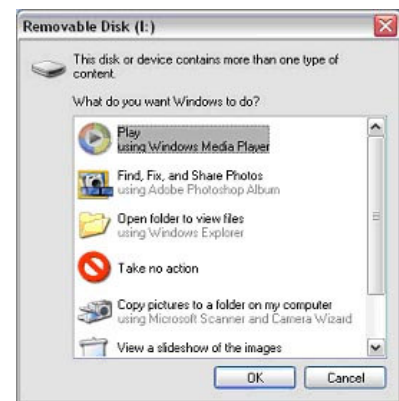 Removable Disk (I:)
This disk or device contains more than one type of
content.
What do you want Windows to do?
Play
using Windows Media Player
Find, Fix, and Share Photos
using Adobe Photoshop Album
Open folder to view files
using Windows Explorer
Take no action
Copy pictures to a folder on my computer
using Microsoft Scanner and Camera Wizard
View a slideshow of the images
OK
Cancel